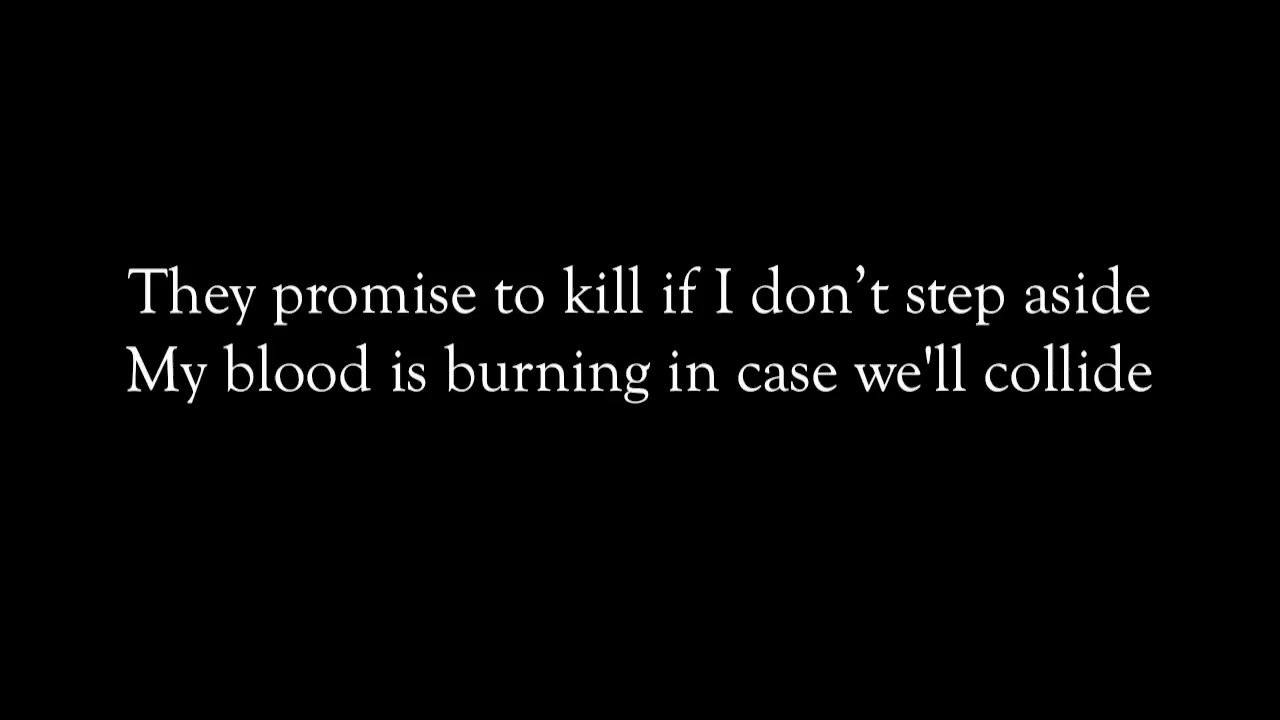 They promise to kill if I don’t step aside
My blood is burning in case we'll collide